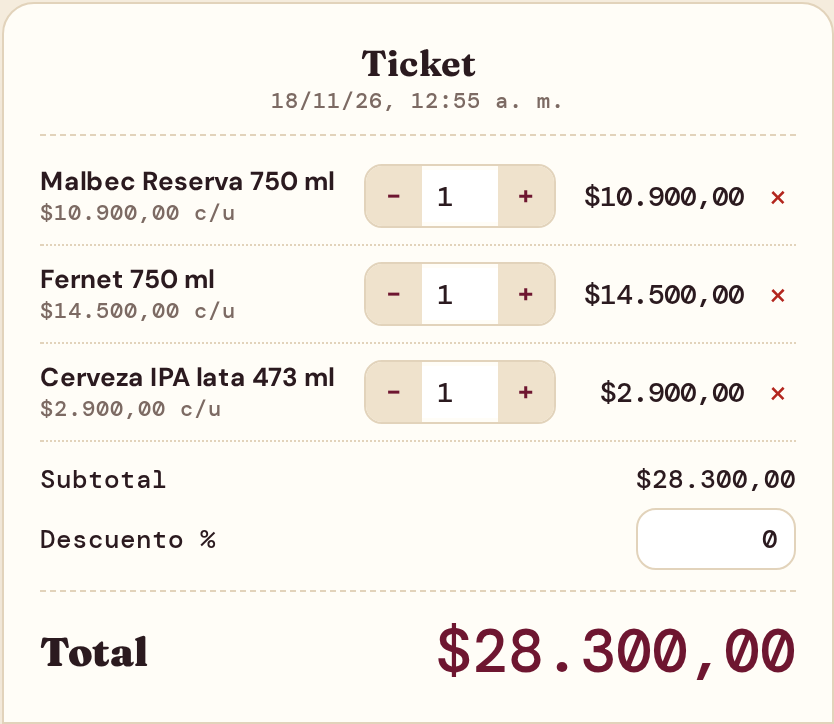 Ticket
18/11/26, 12:55 a. m.
Malbec Reserva 750 ml
$10.900,00 c/u
− 1 + $10.900,00 ×
Fernet 750 ml
$14.500,00 c/u
− 1 + $14.500,00 ×
Cerveza IPA lata 473 ml
$2.900,00 c/u
− 1 + $2.900,00 ×
Subtotal $28.300,00
Descuento % 0
Total $28.300,00